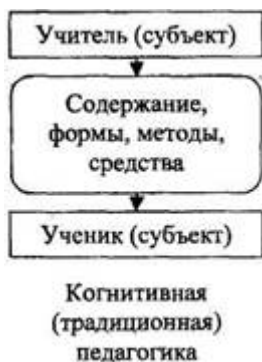 Учитель (субъект)
Содержание,
формы, методы,
средства
Ученик (субъект)
Когнитивная
(традиционная)
педагогика